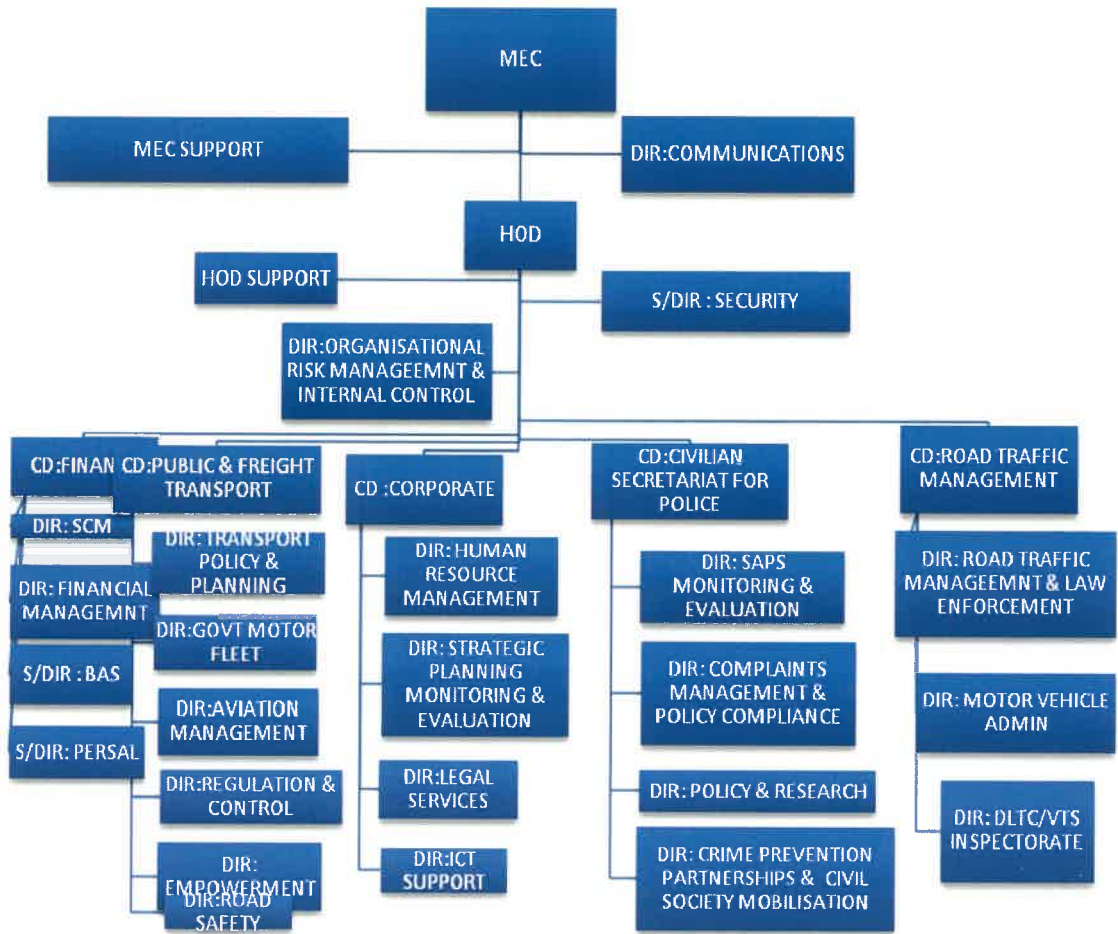 MEC
MEC SUPPORT
DIR:COMMUNICATIONS
HOD
HOD SUPPORT
S/DIR : SECURITY
DIR:ORGANISATIONAL
RISK MANAGEEMNT &
INTERNAL CONTROL
CD:FINAN
DIR: SCM
DIR: FINANCIAL
MANAGEMNT
S/DIR : BAS
S/DIR: PERSAL
CD:PUBLIC & FREIGHT
TRANSPORT
DIR: TRANSPORT
POLICY &
PLANNING
DIR:GOVT MOTOR
FLEET
DIR:AVIATION
MANAGEMENT
DIR:REGULATION &
CONTROL
DIR:
EMPOWERMENT
DIR:ROAD
SAFETY
CD :CORPORATE
DIR: HUMAN
RESOURCE
MANAGEMENT
DIR: STRATEGIC
PLANNING
MONITORING &
EVALUATION
DIR:LEGAL
SERVICES
DIR:ICT
SUPPORT
CD:CIVILIAN
SECRETARIAT FOR
POLICE
DIR: SAPS
MONITORING &
EVALUATION
DIR: COMPLAINTS
MANAGEMENT &
POLICY COMPLIANCE
DIR: POLICY & RESEARCH
DIR: CRIME PREVENTION
PARTNERSHIPS & CIVIL
SOCIETY MOBILISATION
CD:ROAD TRAFFIC
MANAGEMENT
DIR: ROAD TRAFFIC
MANAGEEMNT & LAW
ENFORCEMENT
DIR: MOTOR VEHICLE
ADMIN
DIR: DLTC/VTS
INSPECTORATE